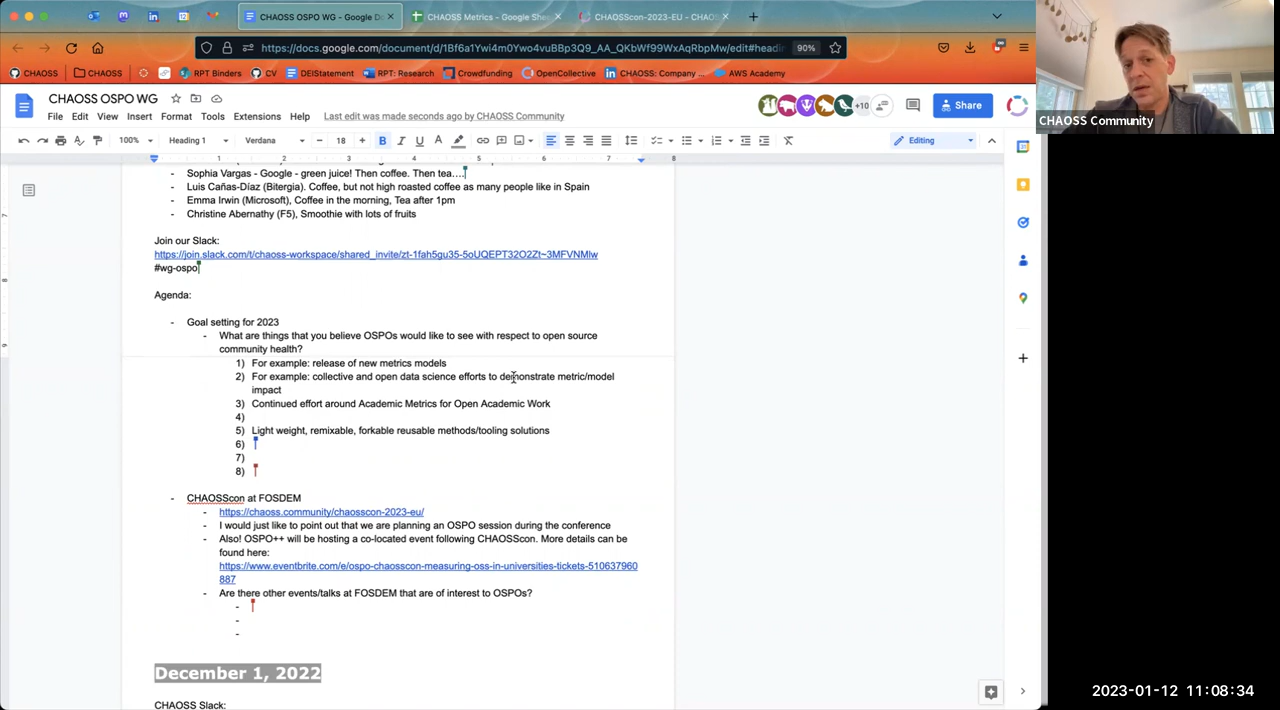 CHAOSS OSPO WG - Google D
CHAOSS Metrics - Google She
CHAOSScon-2023-EU - CHAO
https://docs.google.com/document/d/1Bf6a1Ywi4m0Ywo4vuBBp3Q9_AA_QKbWf99WxAqRbpMw/edit#headi
90%
CHAOSS
CHAOSS
RPT Binders
CV
DEIStatement
RPT: Research
Crowdfunding
OpenCollective
CHAOSS: Company ...
AWS Academy
CHAOSS OSPO WG
File Edit View Insert Format Tools Extensions Help
Last edit was made seconds ago by CHAOSS Community
+10
Share
100%
Heading 1
Verdana
18
Editing
1 2 3 4 5 6 7 8
- Sophia Vargas - Google - green juice! Then coffee. Then tea....
- Luis Cañas-Díaz (Bitergia). Coffee, but not high roasted coffee as many people like in Spain
- Emma Irwin (Microsoft), Coffee in the morning, Tea after 1pm
- Christine Abernathy (F5), Smoothie with lots of fruits
Join our Slack:
https://join.slack.com/t/chaoss-workspace/shared_invite/zt-1fah5gu35-5oUQEPT32O2Zt~3MFVNMlw
#wg-ospo
Agenda:
- Goal setting for 2023
- What are things that you believe OSPOs would like to see with respect to open source
community health?
1) For example: release of new metrics models
2) For example: collective and open data science efforts to demonstrate metric/model
impact
3) Continued effort around Academic Metrics for Open Academic Work
4)
5) Light weight, remixable, forkable reusable methods/tooling solutions
6)
7)
8)
- CHAOSScon at FOSDEM
- https://chaoss.community/chaosscon-2023-eu/
- I would just like to point out that we are planning an OSPO session during the conference
- Also! OSPO++ will be hosting a co-located event following CHAOSScon. More details can be
found here:
https://www.eventbrite.com/e/ospo-chaosscon-measuring-oss-in-universities-tickets-510637960
887
- Are there other events/talks at FOSDEM that are of interest to OSPOs?
-
-
-
December 1, 2022
CHAOSS Slack:
CHAOSS Community
2023-01-12 11:08:34